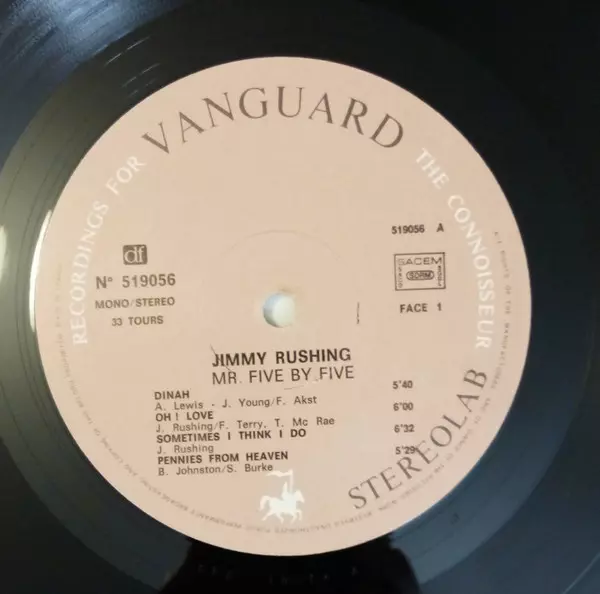 RECORDINGS FOR VANGUARD THE CONNOISSEUR
df
N° 519056
MONO/STEREO
33 TOURS
519056 A
SACEM
SDRM
FACE 1
JIMMY RUSHING
MR. FIVE BY FIVE
DINAH 5'40
A. Lewis - J. Young/F. Akst
OH ! LOVE 6'00
J. Rushing/F. Terry, T. Mc Rae
SOMETIMES I THINK I DO 6'32
J. Rushing
PENNIES FROM HEAVEN 5'29
B. Johnston/S. Burke
STEREOLAB